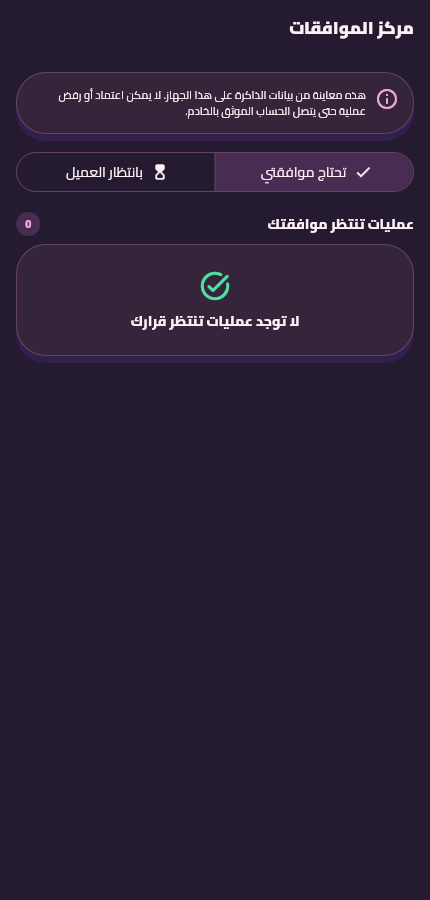 مركز الموافقات
هذه معاينة من بيانات الذاكرة على هذا الجهاز. لا يمكن اعتماد أو رفض
عملية حتى يتصل الحساب الموثق بالخادم.
تحتاج موافقتي
بانتظار العميل
عمليات تنتظر موافقتك
0
لا توجد عمليات تنتظر قرارك